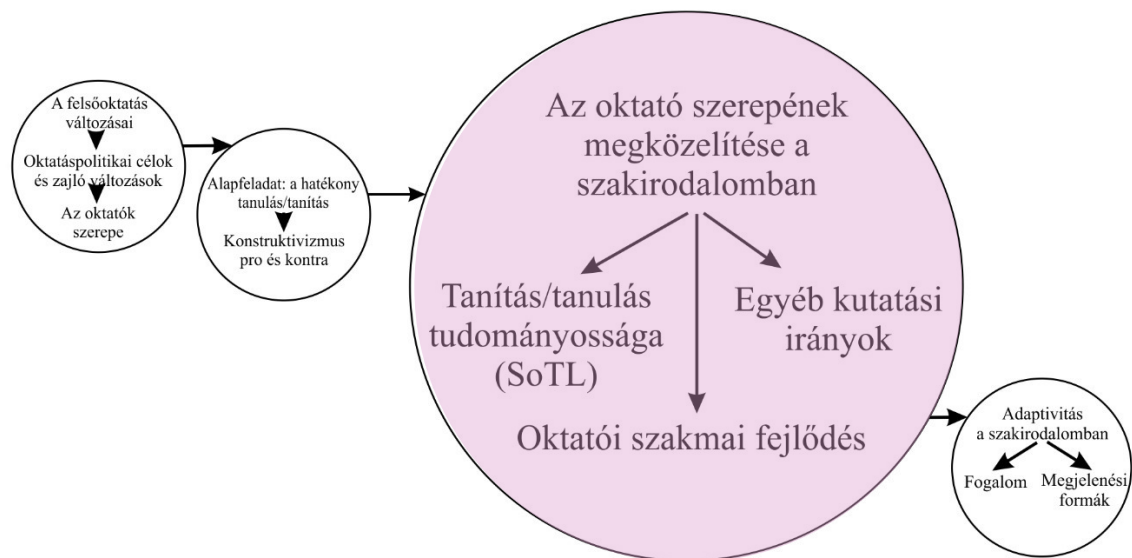 A felsőoktatás
változásai
Oktatáspolitikai célok
és zajló változások
Az oktatók
szerepe
Alapfeladat: a hatékony
tanulás/tanítás
Konstruktivizmus
pro és kontra
Az oktató szerepének
megközelítése a
szakirodalomban
Tanítás/tanulás
tudományossága
(SoTL)
Egyéb kutatási
irányok
Oktatói szakmai fejlődés
Adaptivitás
a szakirodalomban
Fogalom
Megjelenési
formák